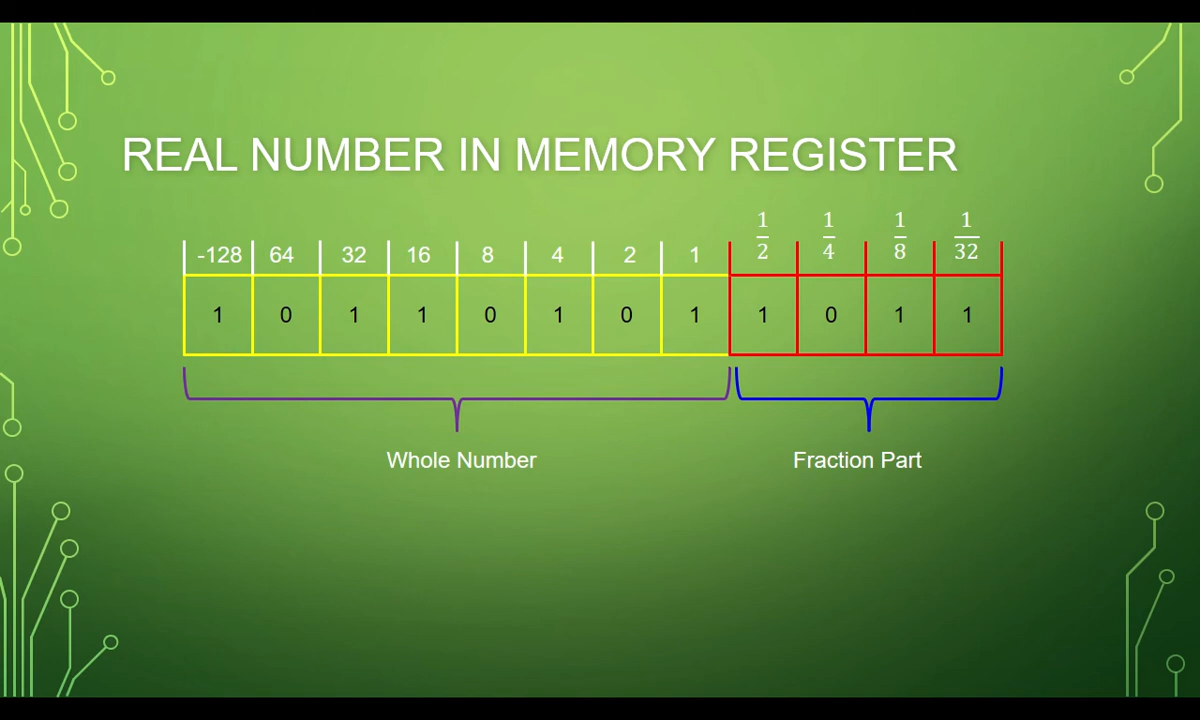 REAL NUMBER IN MEMORY REGISTER
-128 64 32 16 8 4 2 1 1/2 1/4 1/8 1/32
1 0 1 1 0 1 0 1 1 0 1 1
Whole Number Fraction Part